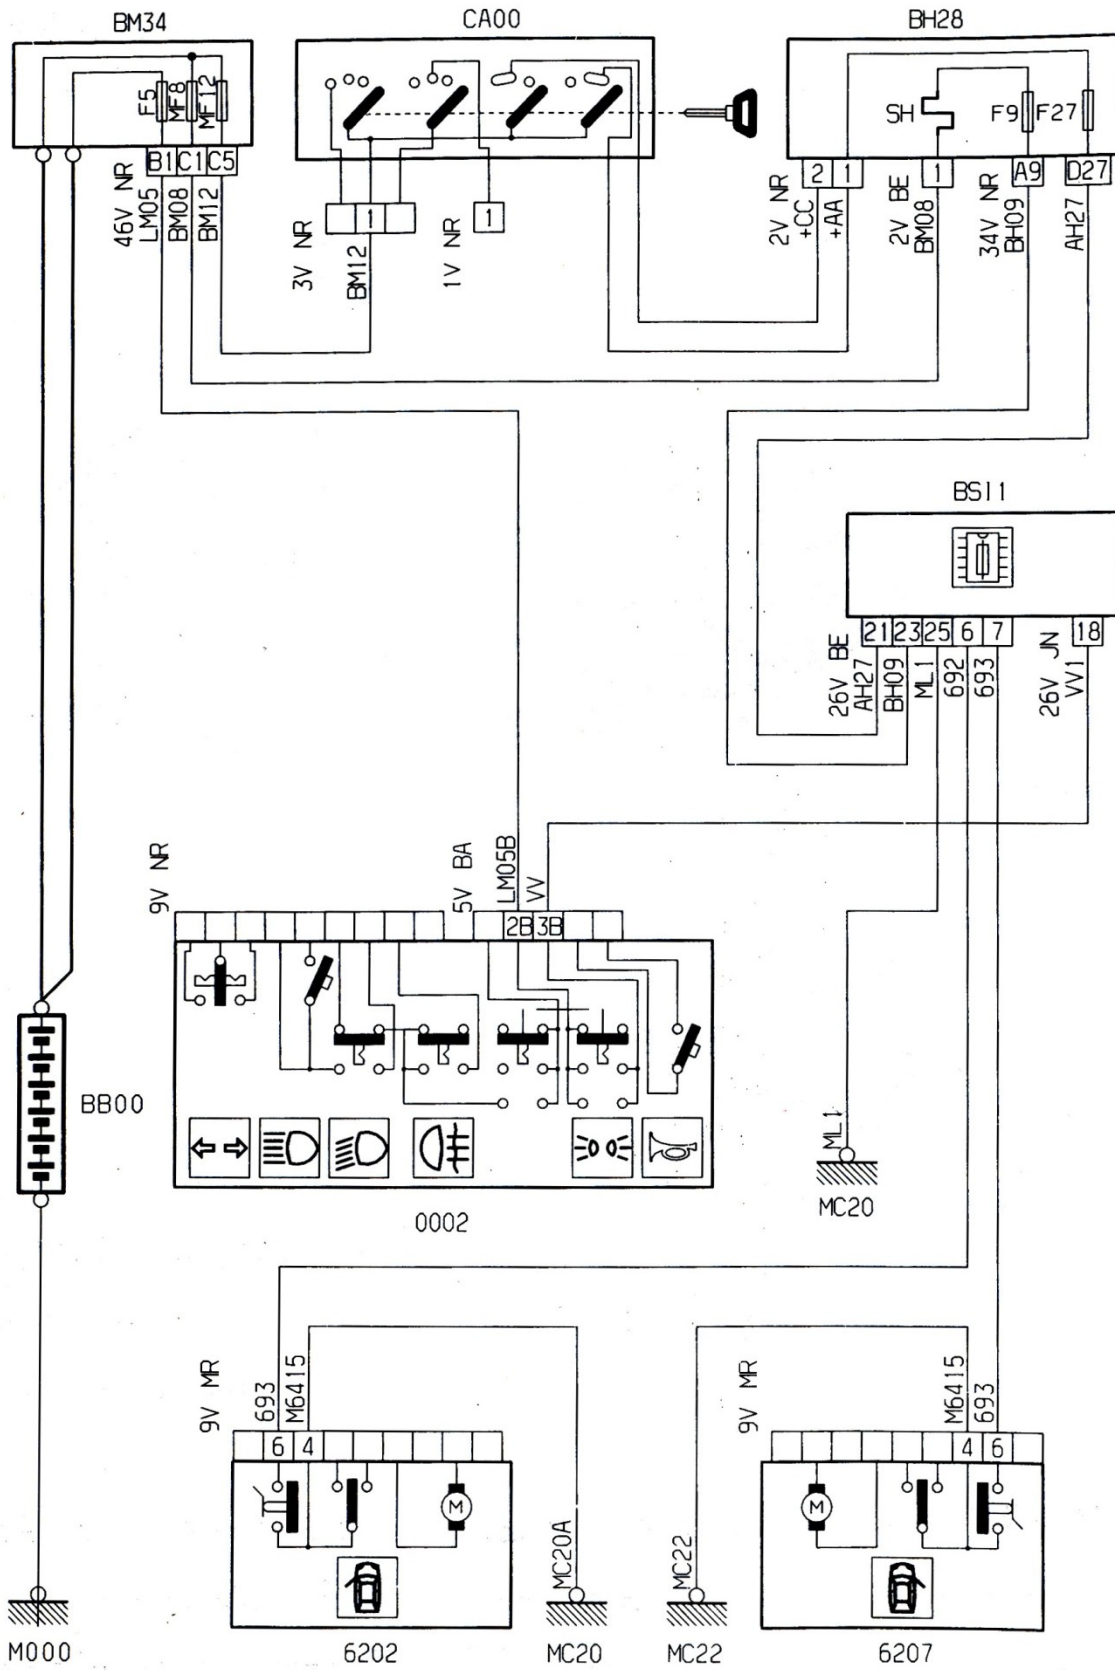 BM34
CA00
BH28
F5
MF8
MF12
SH
F9
F27
B1 C1 C5
2 1
1
A9
D27
46V NR
LM05
BM08
BM12
3V NR
1
BM12
1V NR
1
2V NR
+CC
+AA
2V BE
BM08
34V NR
BH09
AH27
BSI1
21 23 25 6 7
18
26V BE
AH27
BH09
ML1
692
693
26V JN
VV1
9V NR
5V BA
LM05B
VV
2B 3B
BB00
ML1
MC20
0002
9V MR
693
M6415
6 4
M
MC20A
MC22
9V MR
M6415
693
4 6
M
M000
6202
MC20
MC22
6207